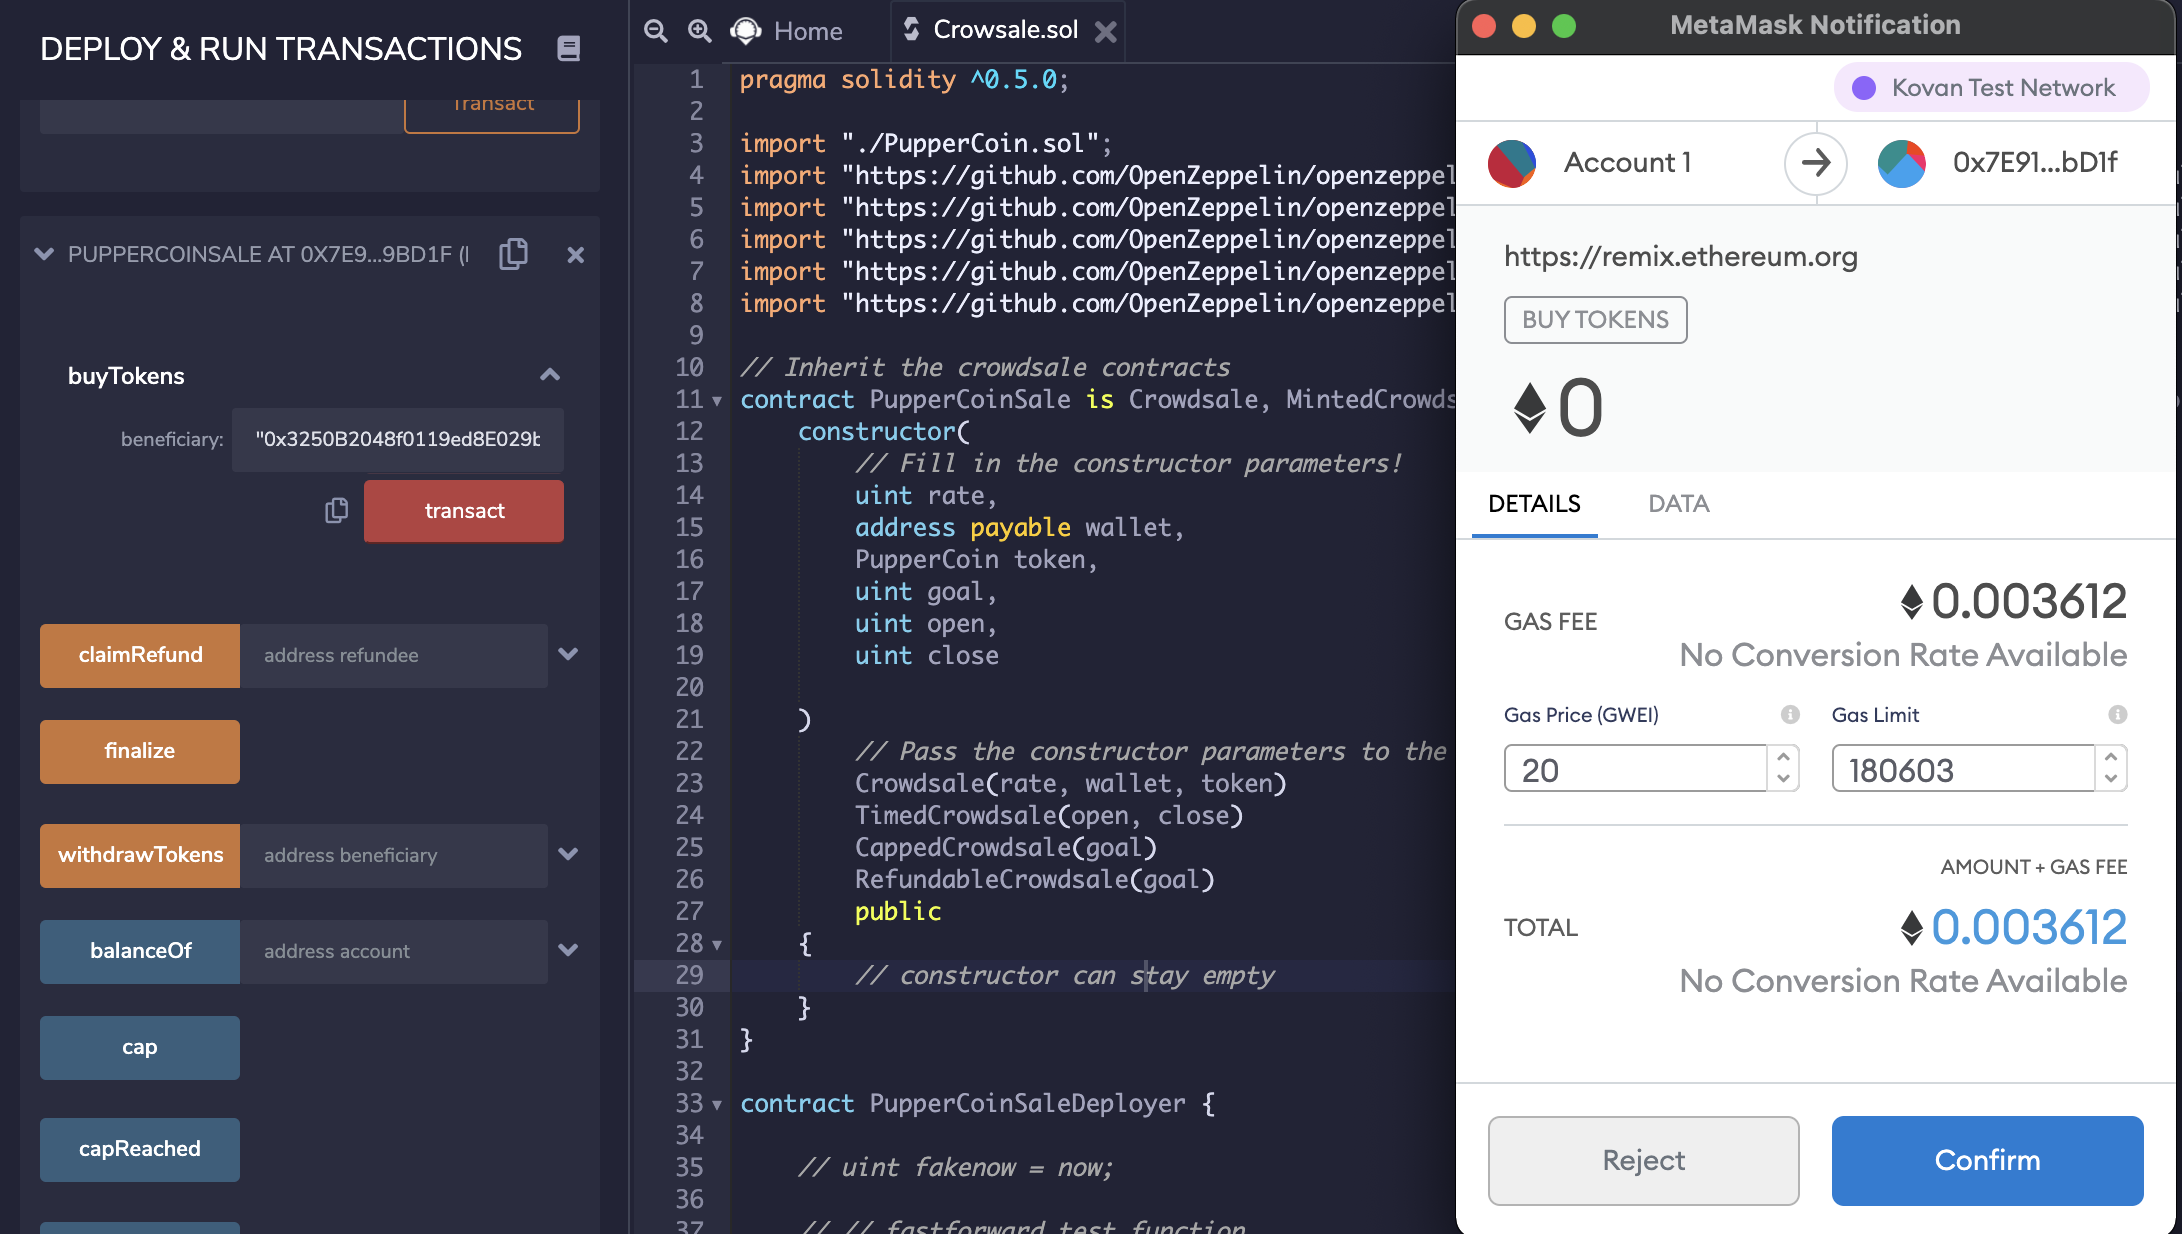 DEPLOY & RUN TRANSACTIONS
Transact
PUPPERCOINSALE AT 0X7E9...9BD1F (
buyTokens
beneficiary: "0x3250B2048f0119ed8E029b
transact
claimRefund address refundee
finalize
withdrawTokens address beneficiary
balanceOf address account
cap
capReached
Home
Crowsale.sol
1 pragma solidity ^0.5.0;
2
3 import "./PupperCoin.sol";
4 import "https://github.com/OpenZeppelin/openzeppel
5 import "https://github.com/OpenZeppelin/openzeppel
6 import "https://github.com/OpenZeppelin/openzeppel
7 import "https://github.com/OpenZeppelin/openzeppel
8 import "https://github.com/OpenZeppelin/openzeppel
9
10 // Inherit the crowdsale contracts
11 contract PupperCoinSale is Crowdsale, MintedCrowds
12 constructor(
13 // Fill in the constructor parameters!
14 uint rate,
15 address payable wallet,
16 PupperCoin token,
17 uint goal,
18 uint open,
19 uint close
20
21 )
22 // Pass the constructor parameters to the
23 Crowdsale(rate, wallet, token)
24 TimedCrowdsale(open, close)
25 CappedCrowdsale(goal)
26 RefundableCrowdsale(goal)
27 public
28 {
29 // constructor can stay empty
30 }
31 }
32
33 contract PupperCoinSaleDeployer {
34
35 // uint fakenow = now;
36
37 // // fastforward test function
MetaMask Notification
Kovan Test Network
Account 1
0x7E91...bD1f
https://remix.ethereum.org
BUY TOKENS
0
DETAILS DATA
GAS FEE 0.003612
No Conversion Rate Available
Gas Price (GWEI) Gas Limit
20 180603
AMOUNT + GAS FEE
TOTAL 0.003612
No Conversion Rate Available
Reject Confirm